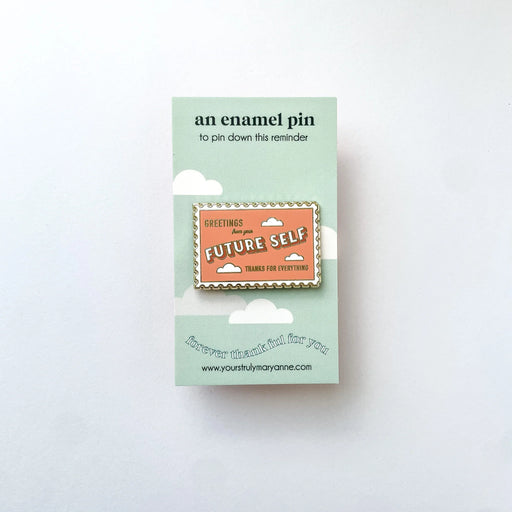 an enamel pin
to pin down this reminder
GREETINGS
from your
FUTURE SELF
THANKS FOR EVERYTHING
forever thankful for you
www.yourstrulymaryanne.com